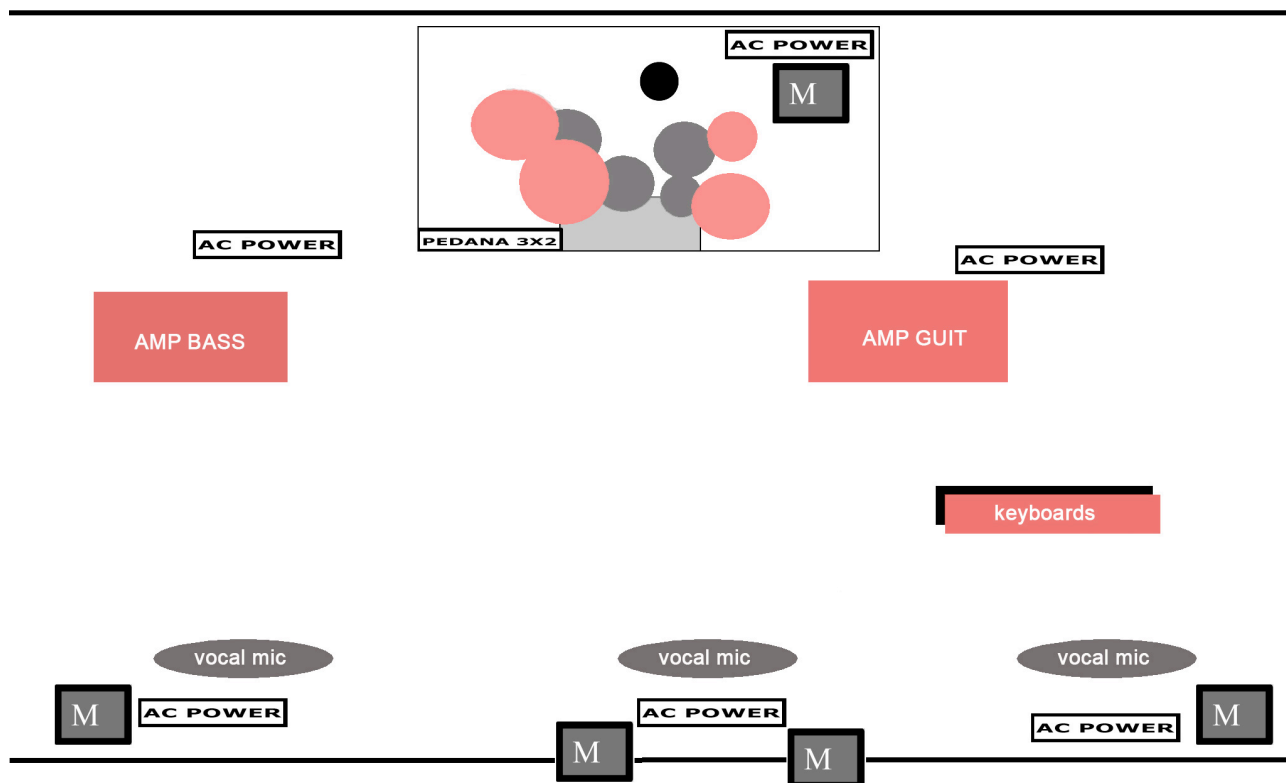 AC POWER
M
PEDANA 3X2
AC POWER
AC POWER
AMP BASS
AMP GUIT
keyboards
vocal mic
vocal mic
vocal mic
M
AC POWER
AC POWER
M
AC POWER
M
M